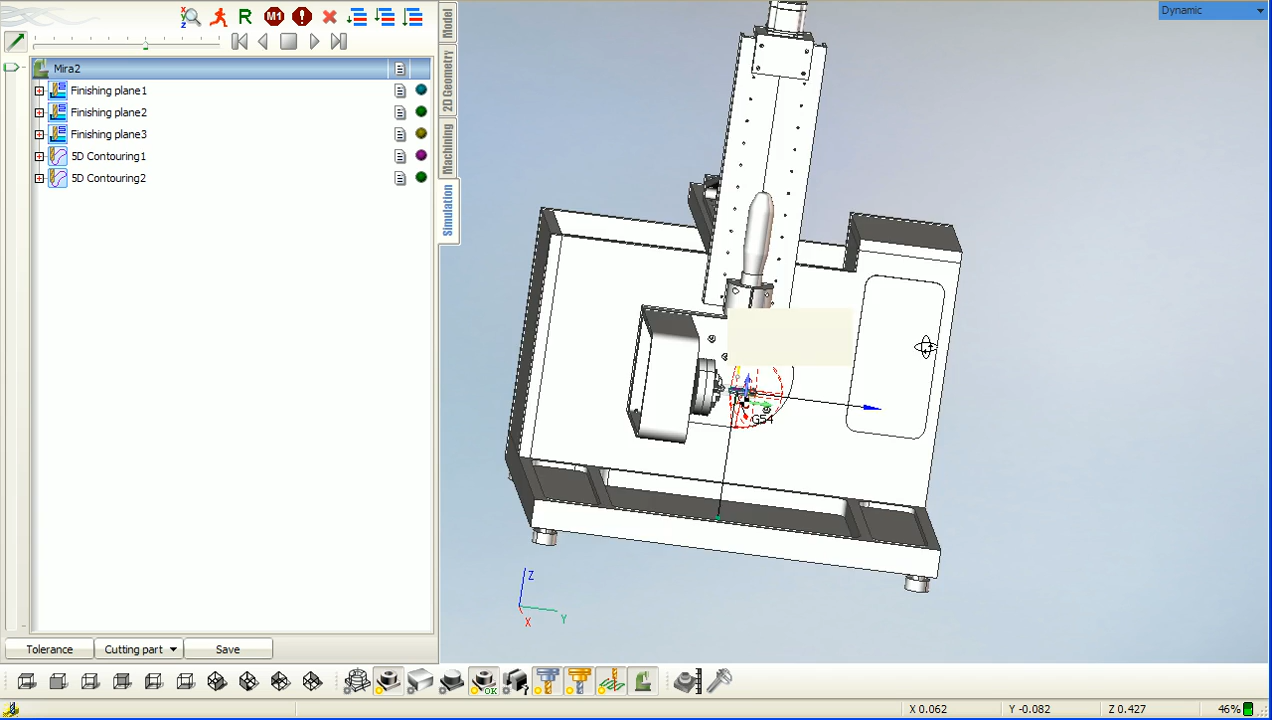 Dynamic
X
Y
Z
R
M1
!
Mira2
Finishing plane1
Finishing plane2
Finishing plane3
5D Contouring1
5D Contouring2
Model
2D Geometry
Machining
Simulation
G54
Z
X
Y
Tolerance
Cutting part
Save
OK
?
X 0.062
Y -0.082
Z 0.427
46%